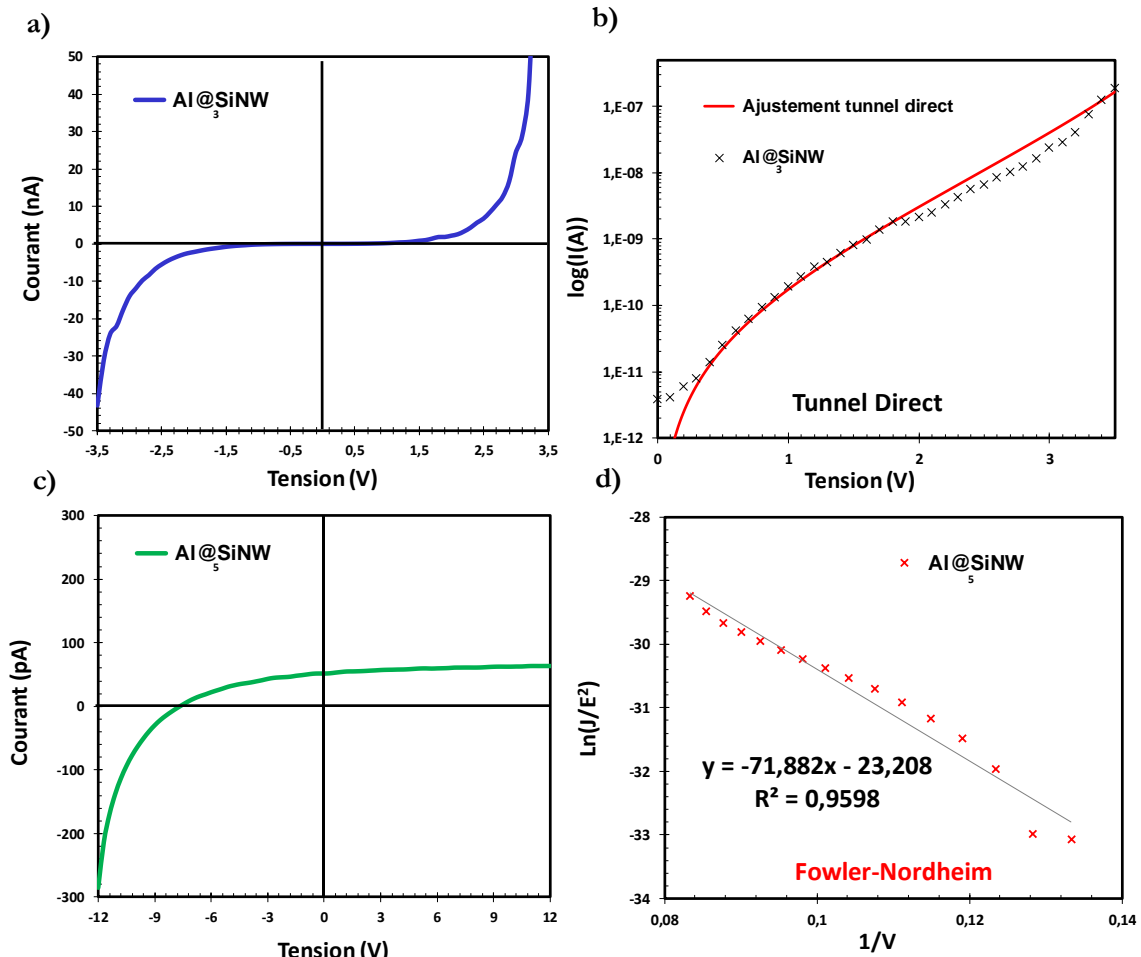 a)
50
40
30
20
10
0
-10
-20
-30
-40
-50
Courant (nA)
Al@SiNW
3
-3,5
-2,5
-1,5
-0,5
0,5
1,5
2,5
3,5
Tension (V)
b)
1,E-07
1,E-08
1,E-09
1,E-10
1,E-11
1,E-12
log(I(A))
Ajustement tunnel direct
Al@SiNW
3
Tunnel Direct
0
1
2
3
Tension (V)
c)
300
200
100
0
-100
-200
-300
Courant (pA)
Al@SiNW
5
-12
-9
-6
-3
0
3
6
9
12
Tension (V)
d)
-28
-29
-30
-31
-32
-33
-34
Ln(J/E²)
Al@SiNW
5
y = -71,882x - 23,208
R² = 0,9598
Fowler-Nordheim
0,08
0,1
0,12
0,14
1/V